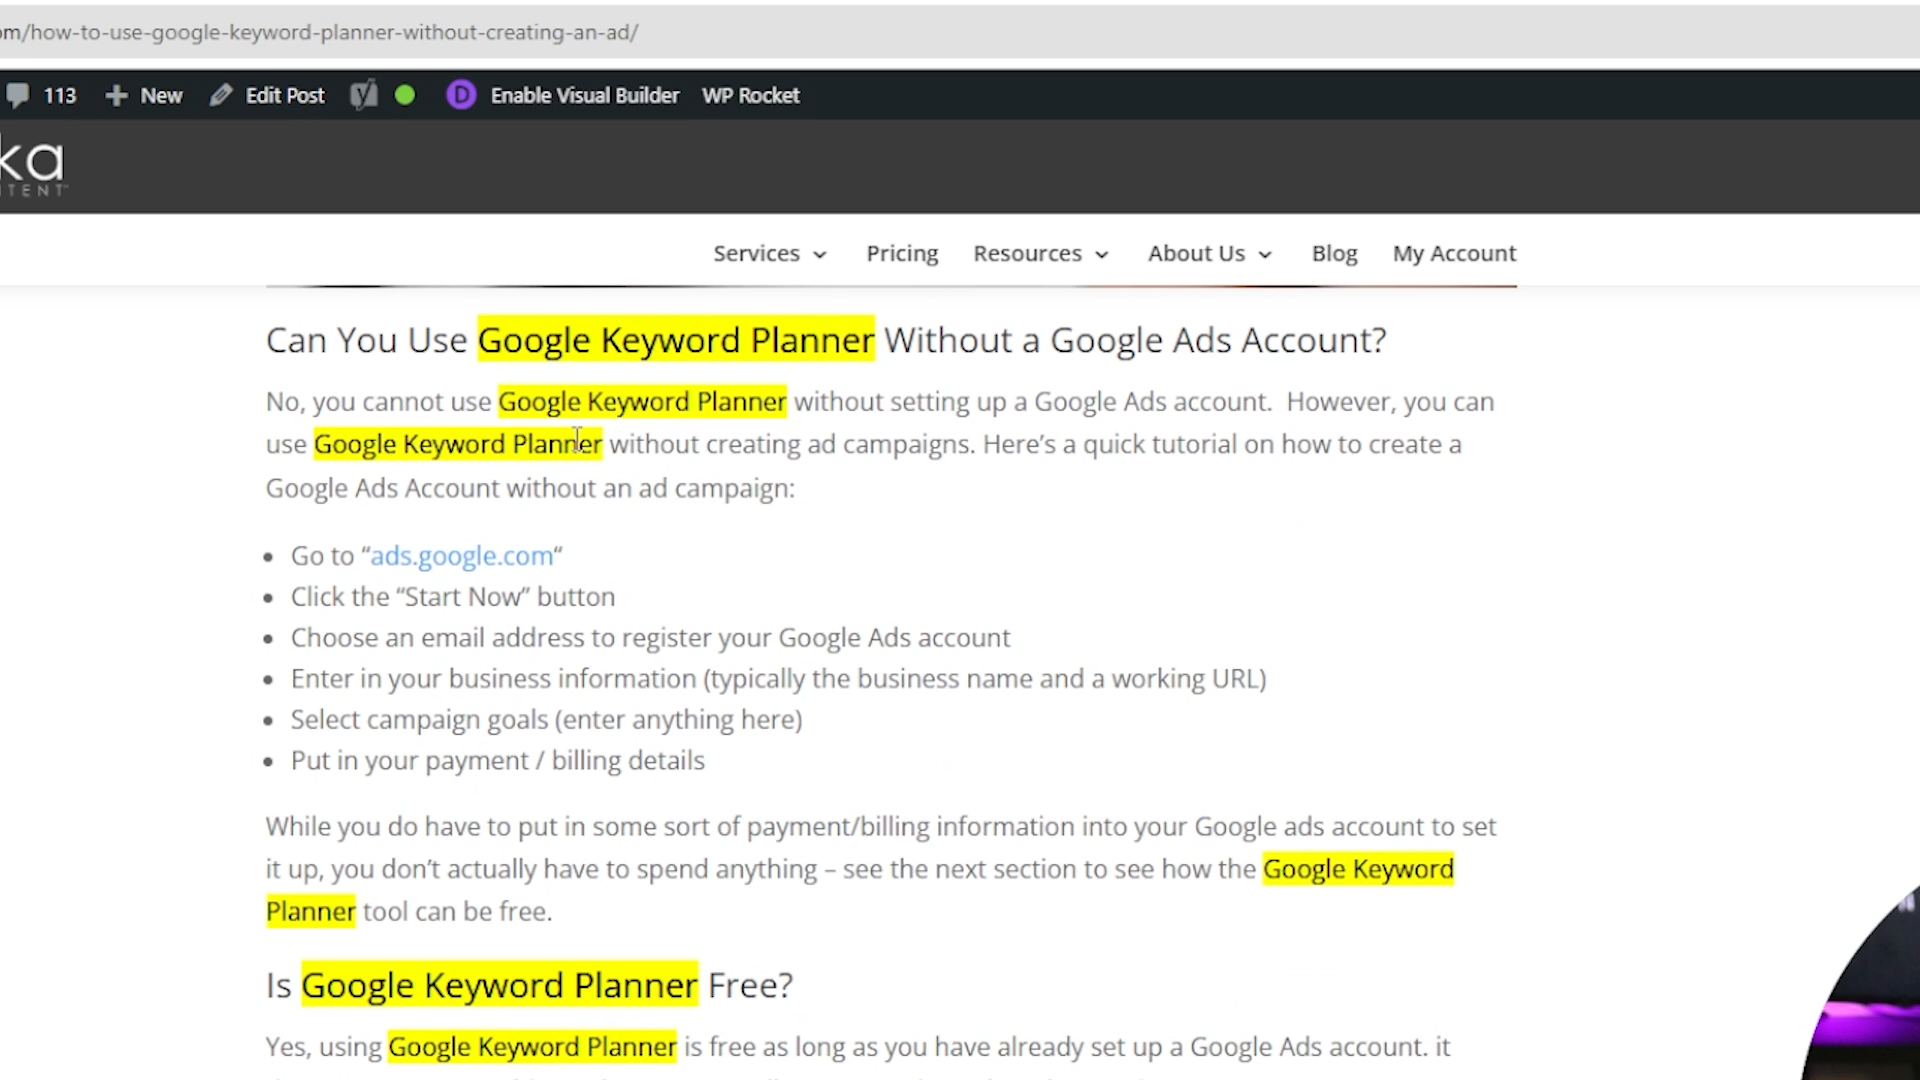 om/how-to-use-google-keyword-planner-without-creating-an-ad/
113 New Edit Post Enable Visual Builder WP Rocket
ka
NTENT
Services Pricing Resources About Us Blog My Account
Can You Use Google Keyword Planner Without a Google Ads Account?
No, you cannot use Google Keyword Planner without setting up a Google Ads account. However, you can
use Google Keyword Planner without creating ad campaigns. Here’s a quick tutorial on how to create a
Google Ads Account without an ad campaign:
• Go to “ads.google.com“
• Click the “Start Now” button
• Choose an email address to register your Google Ads account
• Enter in your business information (typically the business name and a working URL)
• Select campaign goals (enter anything here)
• Put in your payment / billing details
While you do have to put in some sort of payment/billing information into your Google ads account to set
it up, you don’t actually have to spend anything – see the next section to see how the Google Keyword
Planner tool can be free.
Is Google Keyword Planner Free?
Yes, using Google Keyword Planner is free as long as you have already set up a Google Ads account. it